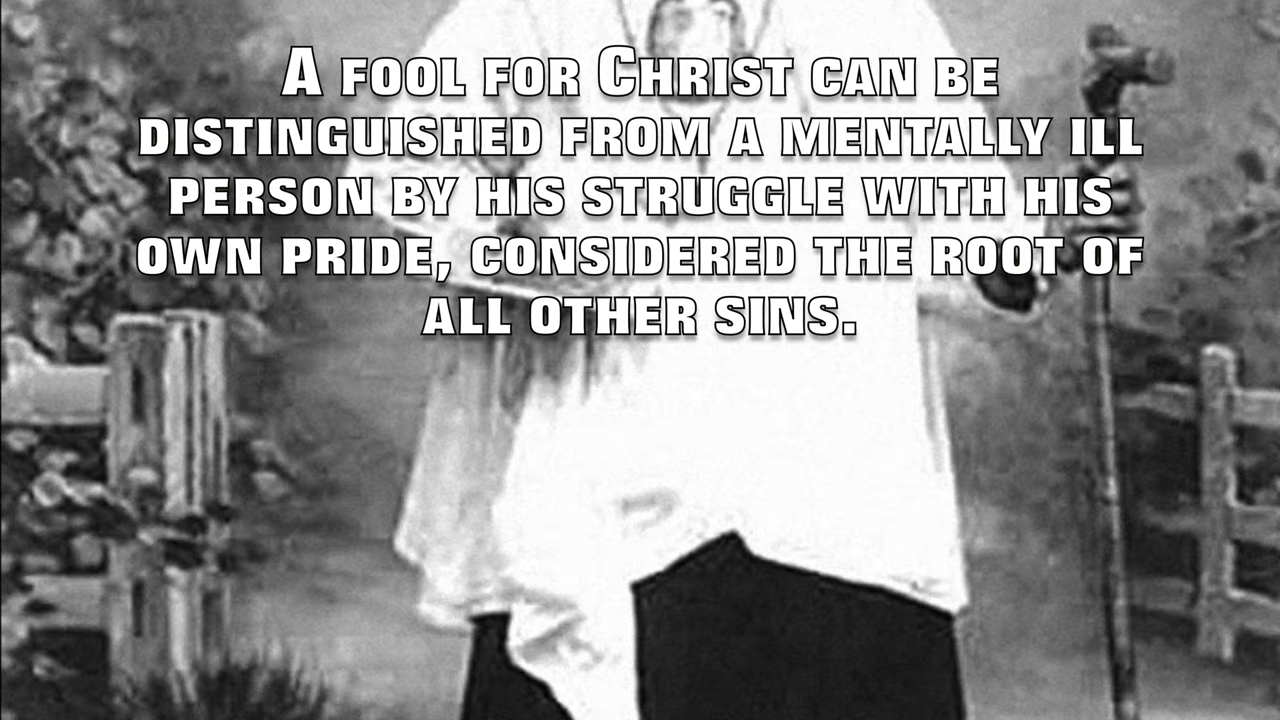 A FOOL FOR CHRIST CAN BE
DISTINGUISHED FROM A MENTALLY ILL
PERSON BY HIS STRUGGLE WITH HIS
OWN PRIDE, CONSIDERED THE ROOT OF
ALL OTHER SINS.